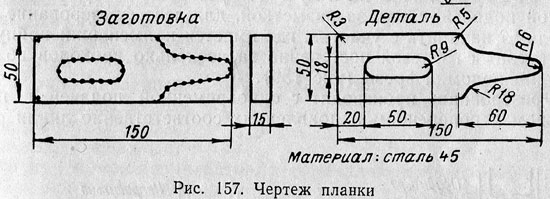 Заготовка
Деталь
50
150
15
R3
R5
R6
R9
50
18
R18
20
50
60
150
Материал: сталь 45
Рис. 157. Чертеж планки